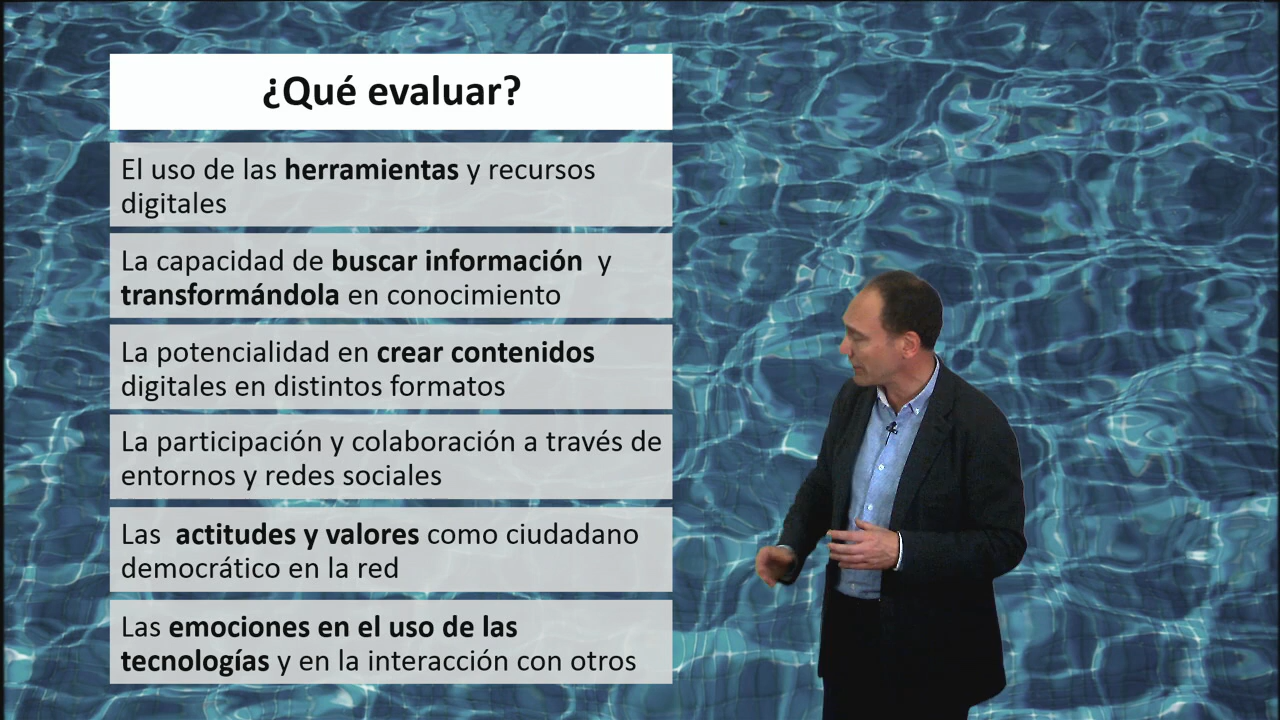 ¿Qué evaluar?
El uso de las herramientas y recursos
digitales
La capacidad de buscar información y
transformándola en conocimiento
La potencialidad en crear contenidos
digitales en distintos formatos
La participación y colaboración a través de
entornos y redes sociales
Las actitudes y valores como ciudadano
democrático en la red
Las emociones en el uso de las
tecnologías y en la interacción con otros